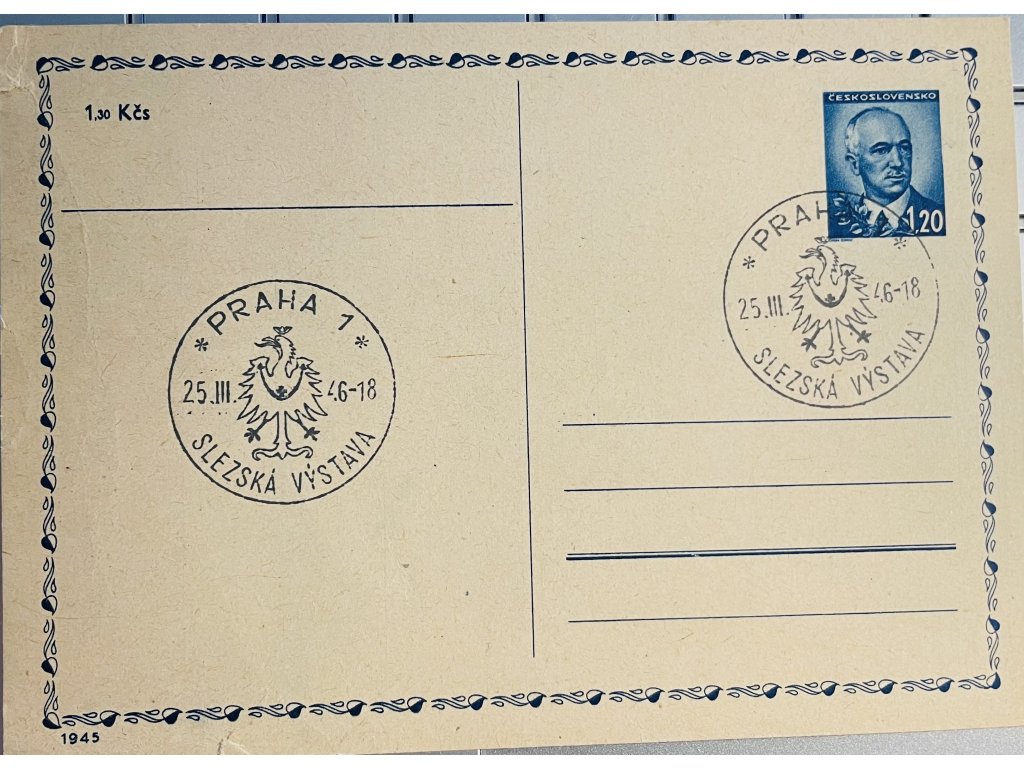 1,30 Kčs
ČESKOSLOVENSKO
1,20
PRAHA 1
25.III. 46-18
SLEZSKÁ VÝSTAVA
PRAHA
25.III. 46-18
SLEZSKÁ VÝSTAVA
1945